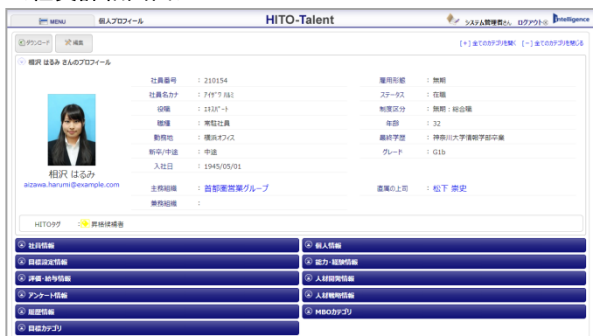 MENU 個人プロフィール HITO-Talent システム管理者さん ログアウト Intelligence
ダウンロード 編集 [+]全てのカテゴリを開く [-]全てのカテゴリを閉じる
相沢 はるみ さんのプロフィール
社員番号 : 210154 雇用形態 : 無期
社員名カナ : アイザワ ハルミ ステータス : 在職
役職 : エキスパート 制度区分 : 無期:総合職
職種 : 常駐社員 年齢 : 32
勤務地 : 横浜オフィス 最終学歴 : 神奈川大学情報学部卒業
新卒/中途 : 中途 グレード : G1b
入社日 : 1945/05/01
相沢 はるみ
aizawa.harumi@example.com
主務組織 : 首都圏営業グループ 直属の上司 : 松下 崇史
兼務組織 :
HITOタグ : 昇格候補者
社員情報 個人情報
目標設定情報 能力・経験情報
評価・給与情報 人材開発情報
アンケート情報 人材戦略情報
履歴情報 MBOカテゴリ
目標カテゴリ